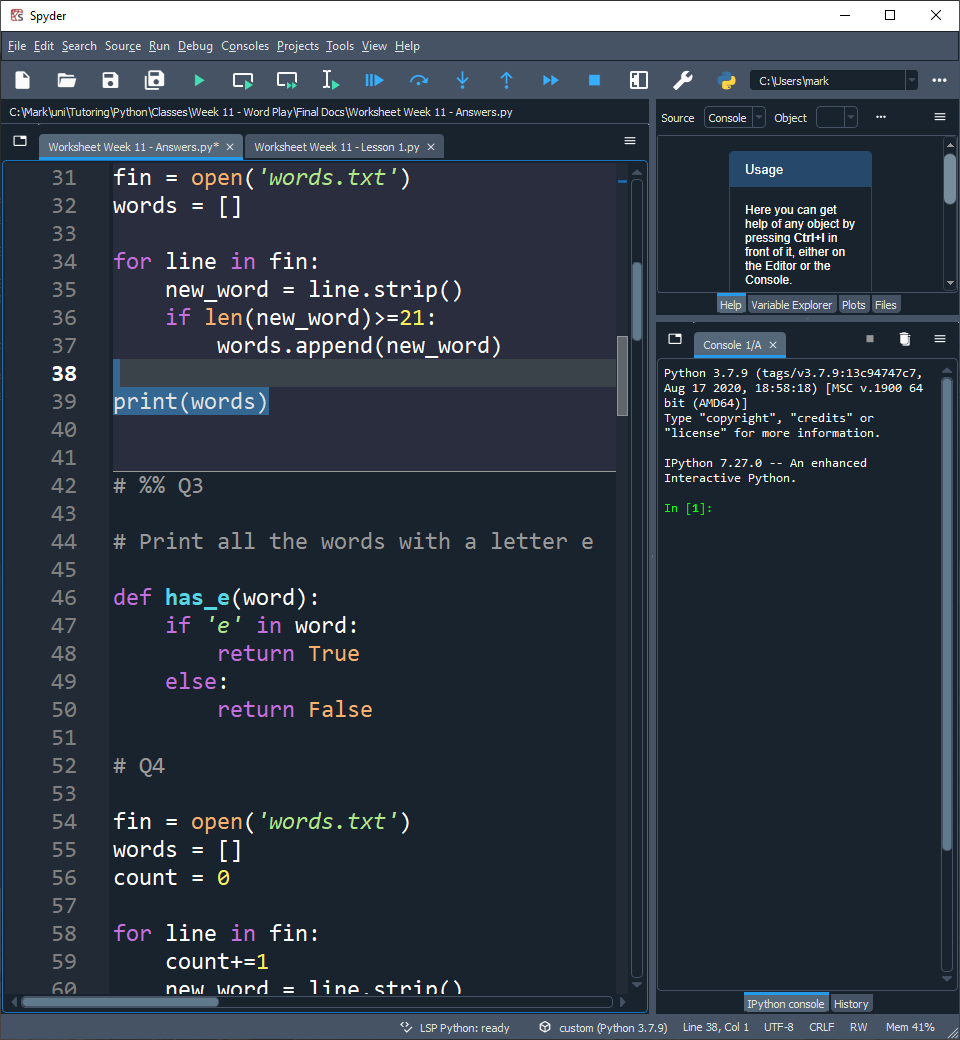 Spyder
File Edit Search Source Run Debug Consoles Projects Tools View Help
C:\Users\mark
C:\Mark\uni\Tutoring\Python\Classes\Week 11 - Word Play\Final Docs\Worksheet Week 11 - Answers.py
Worksheet Week 11 - Answers.py*
Worksheet Week 11 - Lesson 1.py
31 fin = open('words.txt')
32 words = []
33
34 for line in fin:
35     new_word = line.strip()
36     if len(new_word)>=21:
37         words.append(new_word)
38
39 print(words)
40
41
42 # %% Q3
43
44 # Print all the words with a letter e
45
46 def has_e(word):
47     if 'e' in word:
48         return True
49     else:
50         return False
51
52 # Q4
53
54 fin = open('words.txt')
55 words = []
56 count = 0
57
58 for line in fin:
59     count+=1
60     new_word = line.strip()
Source Console Object
Usage
Here you can get
help of any object by
pressing Ctrl+I in
front of it, either on
the Editor or the
Console.
Help Variable Explorer Plots Files
Console 1/A
Python 3.7.9 (tags/v3.7.9:13c94747c7,
Aug 17 2020, 18:58:18) [MSC v.1900 64
bit (AMD64)]
Type "copyright", "credits" or
"license" for more information.
IPython 7.27.0 -- An enhanced
Interactive Python.
In [1]:
IPython console History
LSP Python: ready custom (Python 3.7.9) Line 38, Col 1 UTF-8 CRLF RW Mem 41%